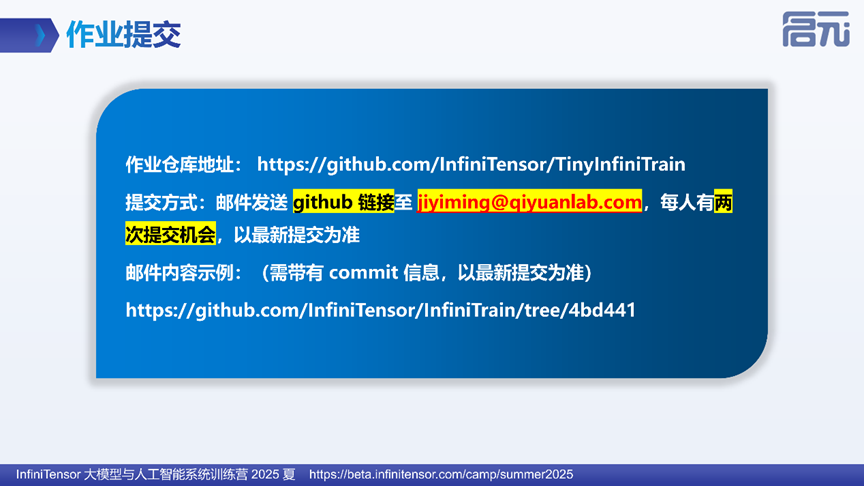 作业提交
启元
作业仓库地址： https://github.com/InfiniTensor/TinyInfiniTrain
提交方式：邮件发送 github 链接至 jiyiming@qiyuanlab.com，每人有两
次提交机会，以最新提交为准
邮件内容示例：（需带有 commit 信息，以最新提交为准）
https://github.com/InfiniTensor/InfiniTrain/tree/4bd441
InfiniTensor 大模型与人工智能系统训练营 2025 夏 https://beta.infinitensor.com/camp/summer2025